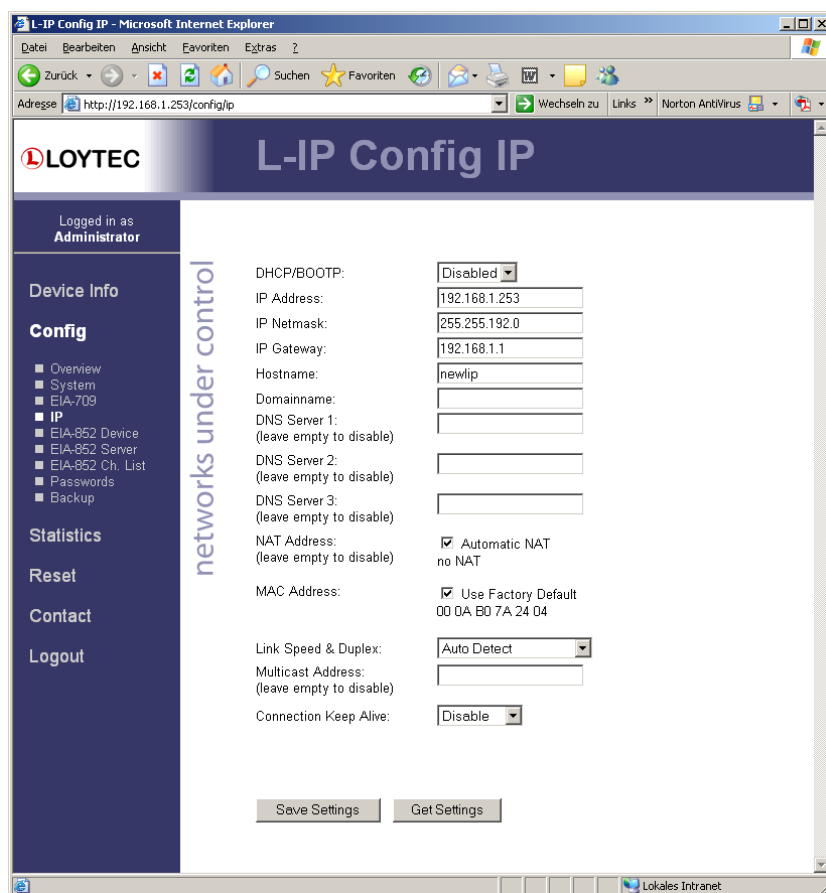 L-IP Config IP - Microsoft Internet Explorer
Datei Bearbeiten Ansicht Favoriten Extras ?
Zurück Suchen Favoriten
Adresse http://192.168.1.253/config/ip Wechseln zu Links » Norton AntiVirus
LOYTEC
L-IP Config IP
Logged in as
Administrator
Device Info
Config
Overview
System
EIA-709
IP
EIA-852 Device
EIA-852 Server
EIA-852 Ch. List
Passwords
Backup
Statistics
Reset
Contact
Logout
networks under control
DHCP/BOOTP: Disabled
IP Address: 192.168.1.253
IP Netmask: 255.255.192.0
IP Gateway: 192.168.1.1
Hostname: newlip
Domainname:
DNS Server 1:
(leave empty to disable)
DNS Server 2:
(leave empty to disable)
DNS Server 3:
(leave empty to disable)
NAT Address: Automatic NAT
(leave empty to disable) no NAT
MAC Address: Use Factory Default
00 0A B0 7A 24 04
Link Speed & Duplex: Auto Detect
Multicast Address:
(leave empty to disable)
Connection Keep Alive: Disable
Save Settings Get Settings
Lokales Intranet